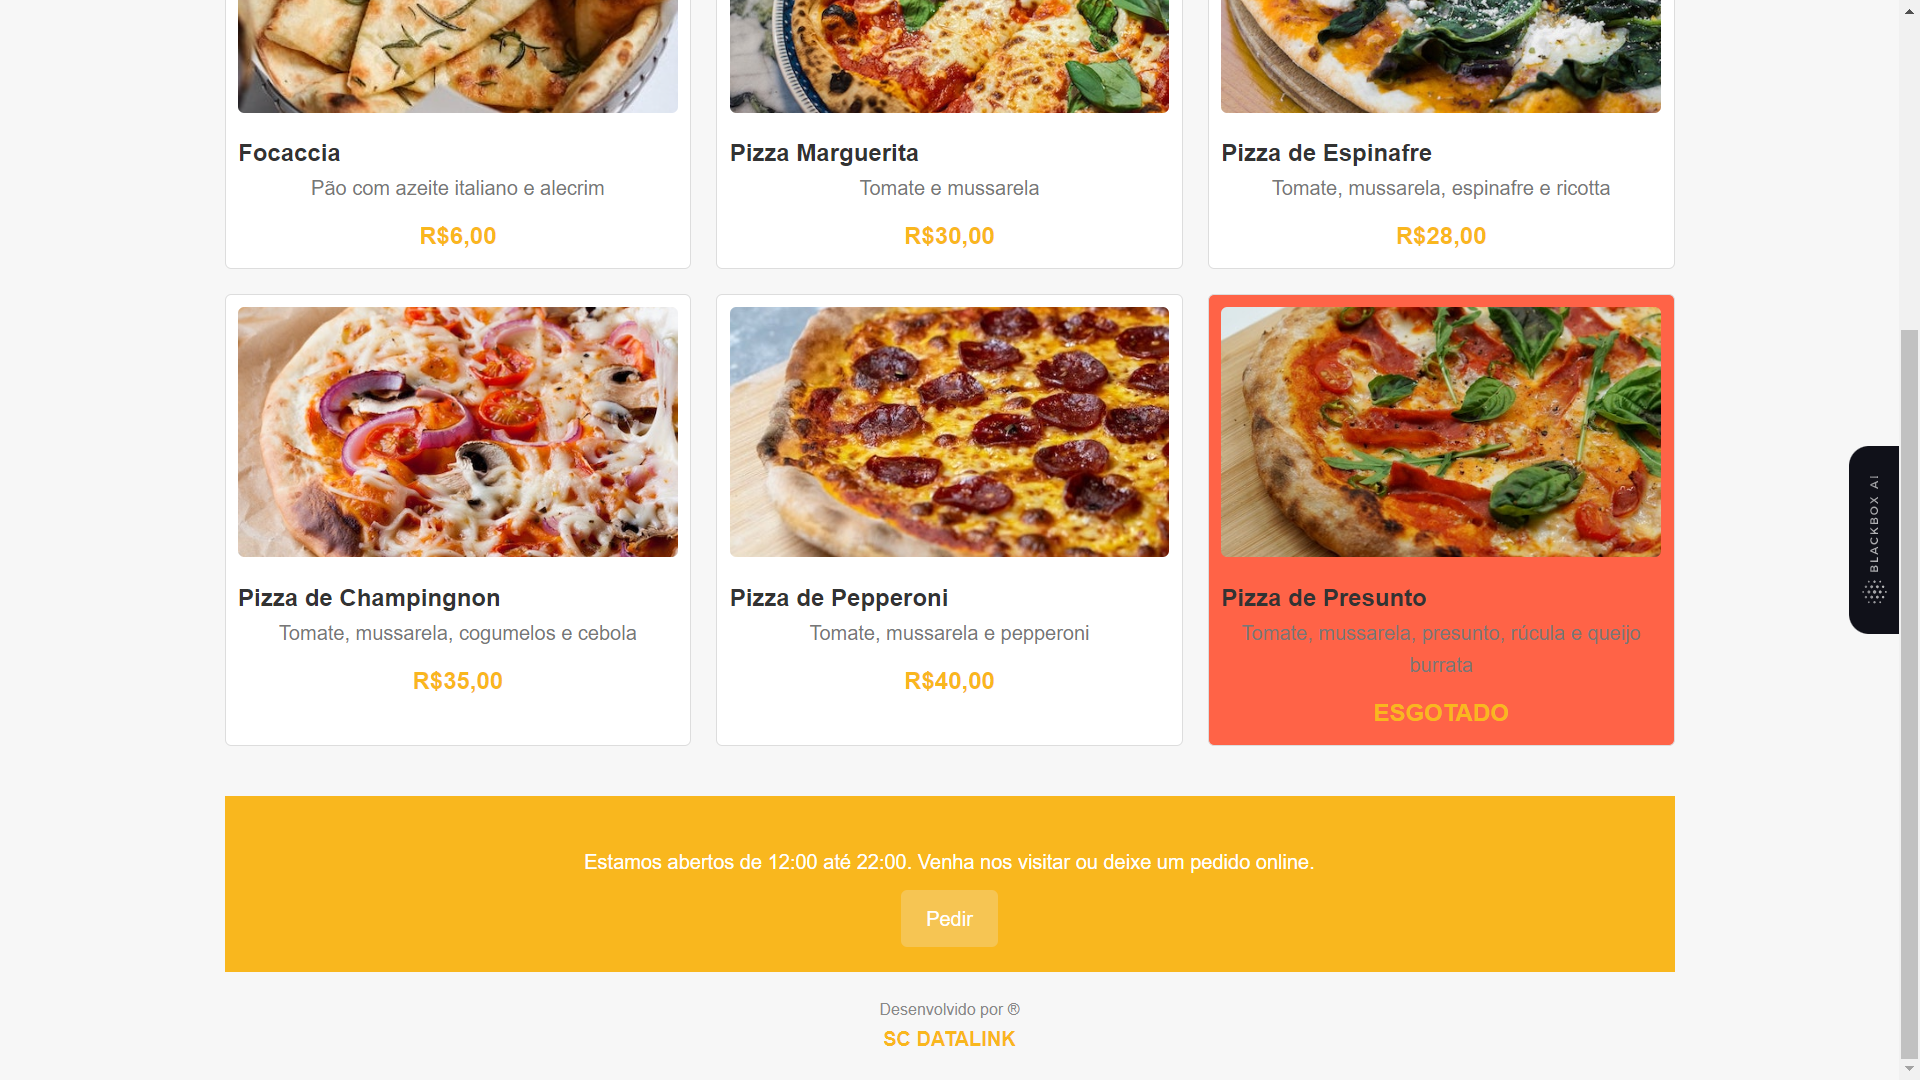 Focaccia
Pão com azeite italiano e alecrim
R$6,00
Pizza Marguerita
Tomate e mussarela
R$30,00
Pizza de Espinafre
Tomate, mussarela, espinafre e ricotta
R$28,00
Pizza de Champingnon
Tomate, mussarela, cogumelos e cebola
R$35,00
Pizza de Pepperoni
Tomate, mussarela e pepperoni
R$40,00
Pizza de Presunto
Tomate, mussarela, presunto, rúcula e queijo
burrata
ESGOTADO
BLACKBOX AI
Estamos abertos de 12:00 até 22:00. Venha nos visitar ou deixe um pedido online.
Pedir
Desenvolvido por ®
SC DATALINK